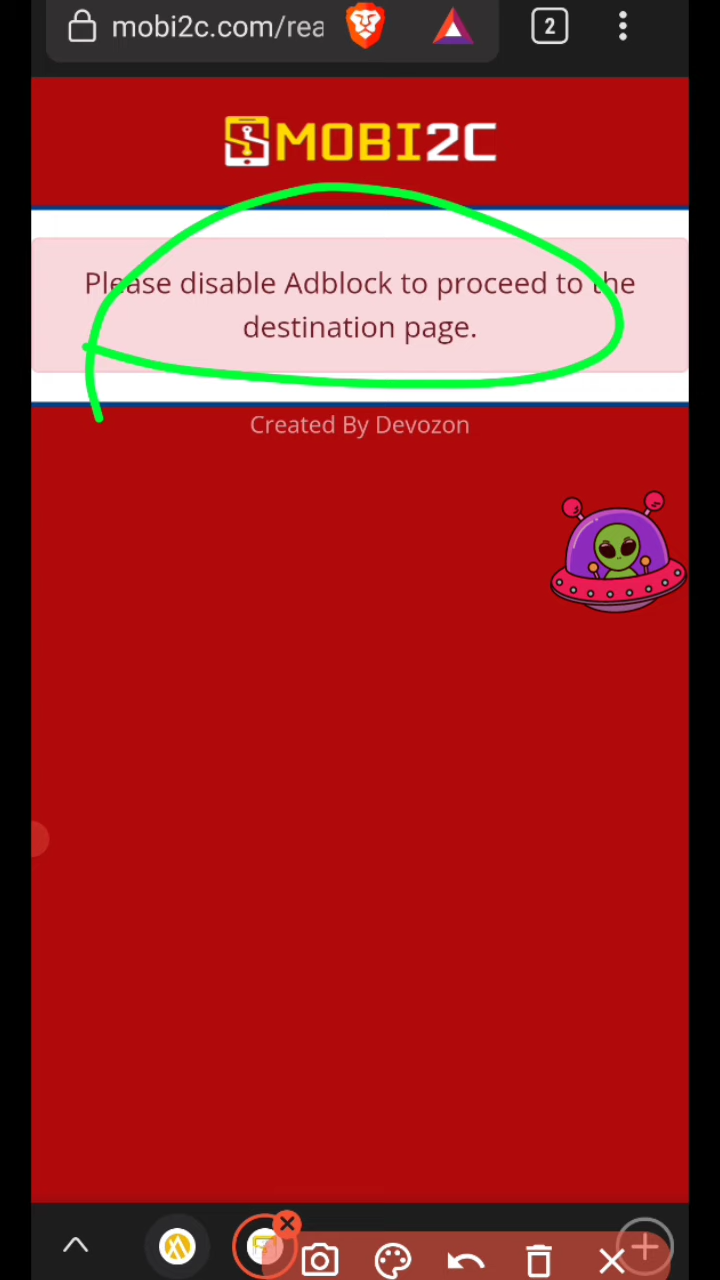 mobi2c.com/rea
2
MOBI2C
Please disable Adblock to proceed to the
destination page.
Created By Devozon